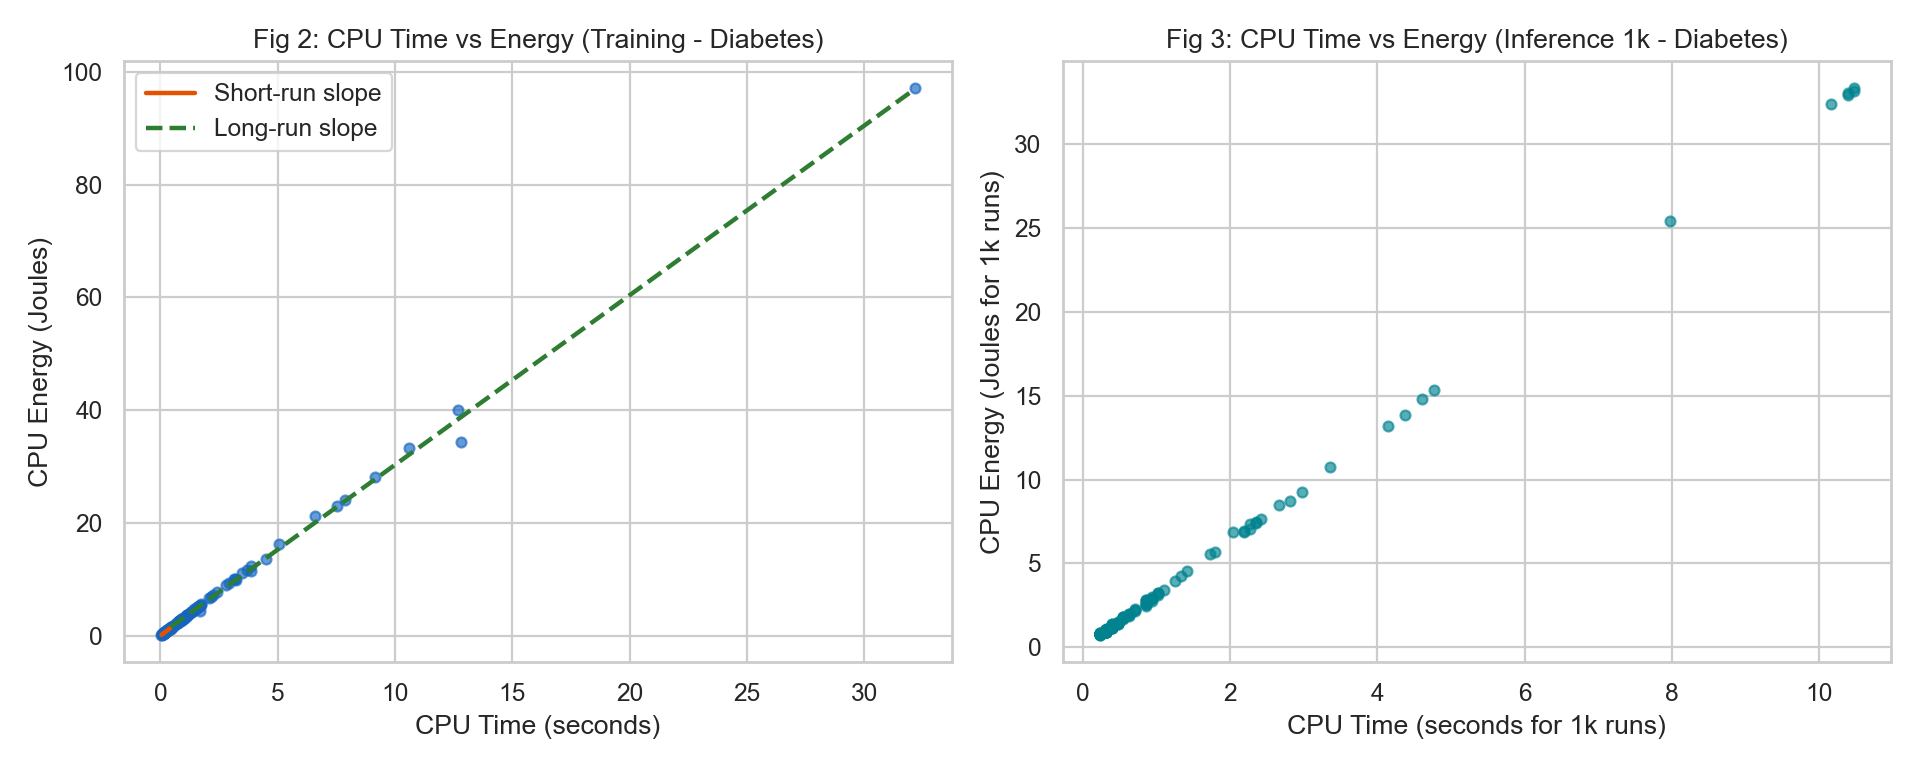 Fig 2: CPU Time vs Energy (Training - Diabetes)
Short-run slope
Long-run slope
CPU Energy (Joules)
100
80
60
40
20
0
0 5 10 15 20 25 30
CPU Time (seconds)
Fig 3: CPU Time vs Energy (Inference 1k - Diabetes)
CPU Energy (Joules for 1k runs)
30
25
20
15
10
5
0
0 2 4 6 8 10
CPU Time (seconds for 1k runs)